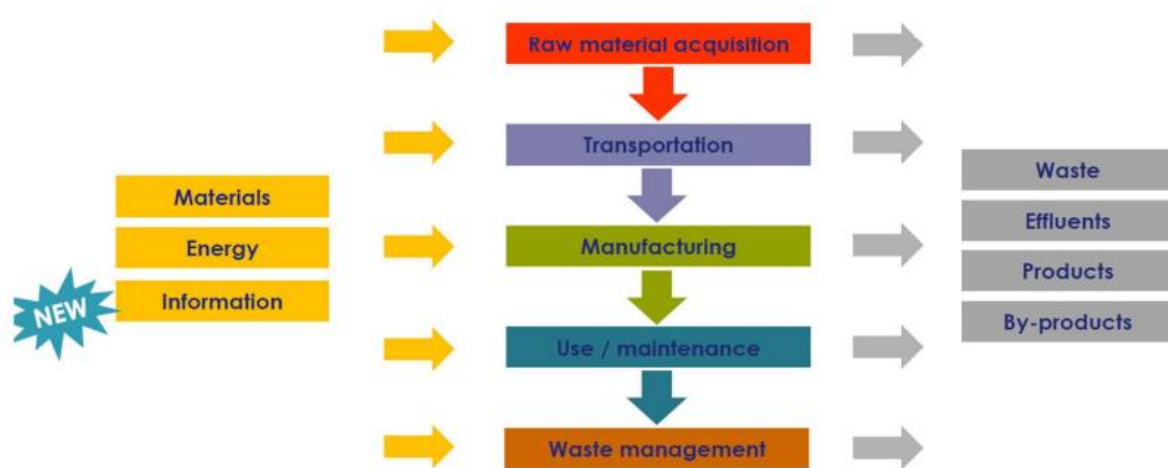 Raw material acquisition
Transportation
Manufacturing
Use / maintenance
Waste management
Materials
Energy
Information
NEW
Waste
Effluents
Products
By-products